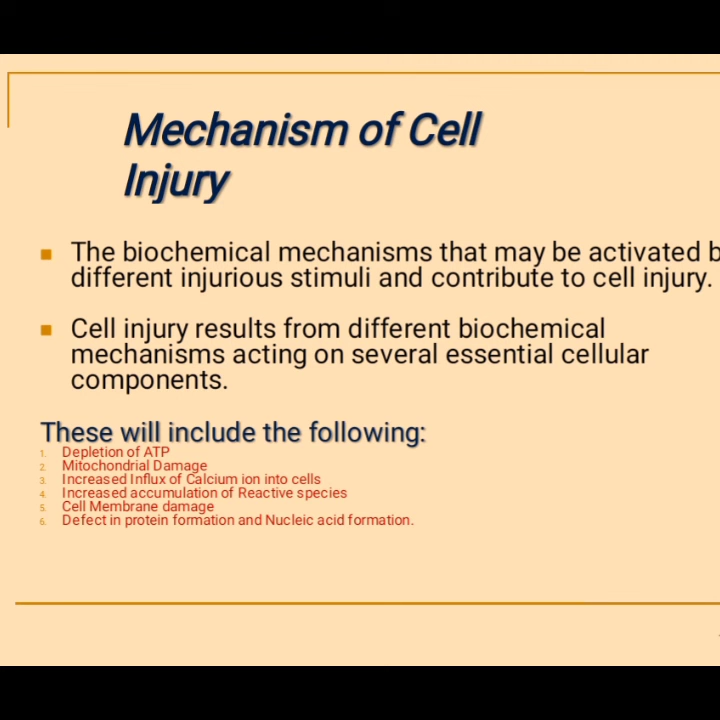 Mechanism of Cell
Injury
The biochemical mechanisms that may be activated b
different injurious stimuli and contribute to cell injury.
Cell injury results from different biochemical
mechanisms acting on several essential cellular
components.
These will include the following:
1. Depletion of ATP
2. Mitochondrial Damage
3. Increased Influx of Calcium ion into cells
4. Increased accumulation of Reactive species
5. Cell Membrane damage
6. Defect in protein formation and Nucleic acid formation.